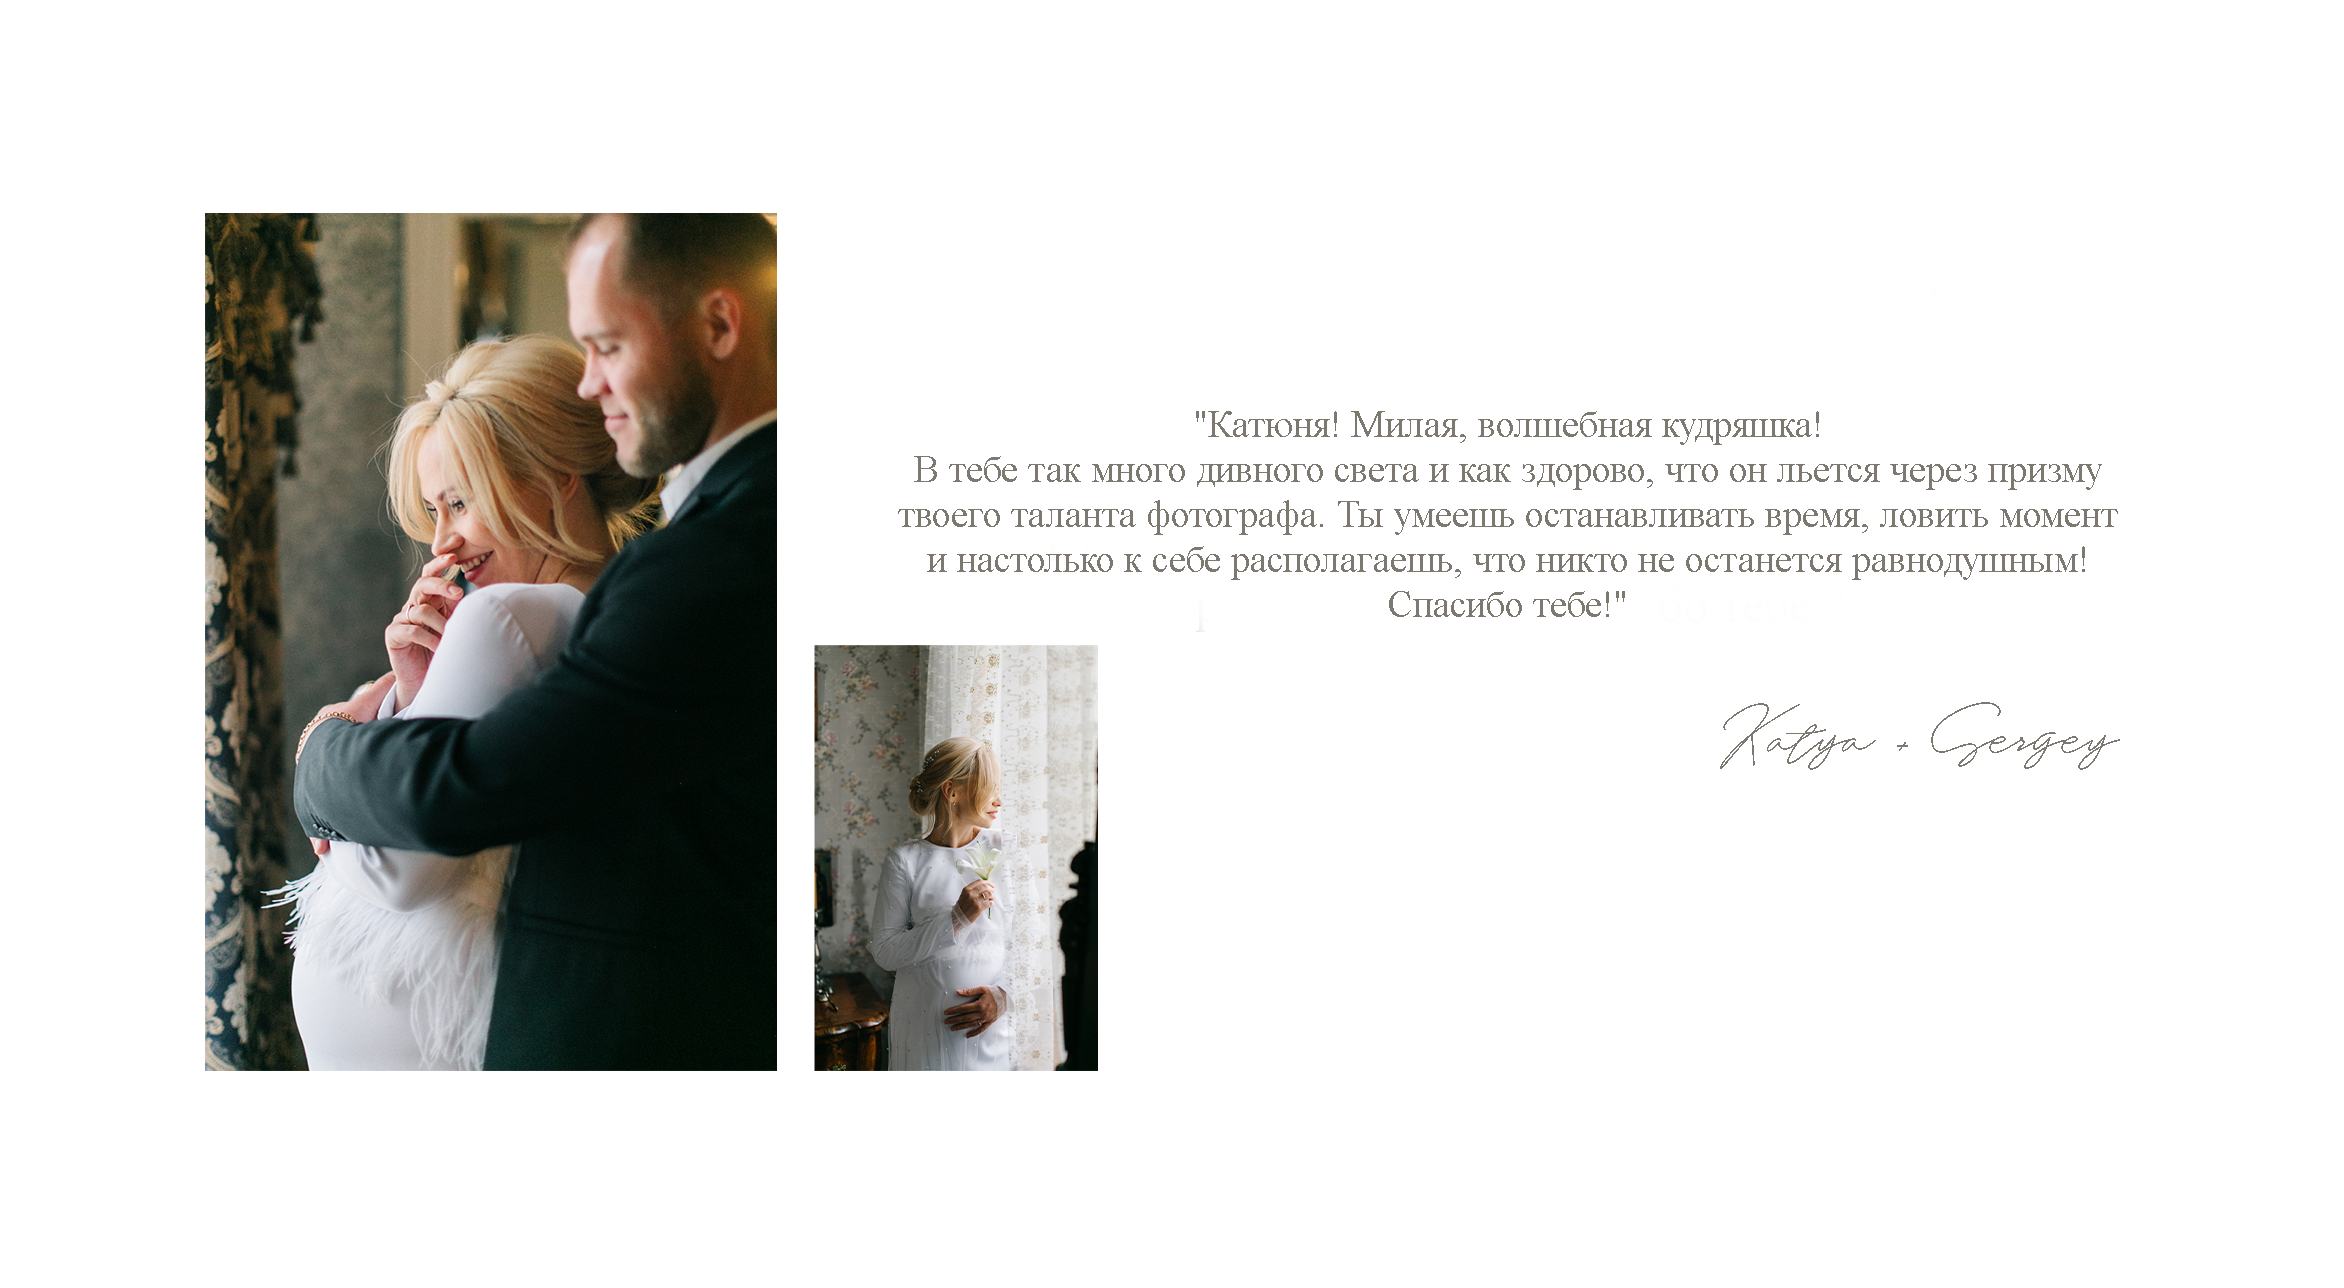 "Катюня! Милая, волшебная кудряшка!
В тебе так много дивного света и как здорово, что он льется через призму
твоего таланта фотографа. Ты умеешь останавливать время, ловить момент
и настолько к себе располагаешь, что никто не останется равнодушным!
Спасибо тебе!"
Katya + Sergey